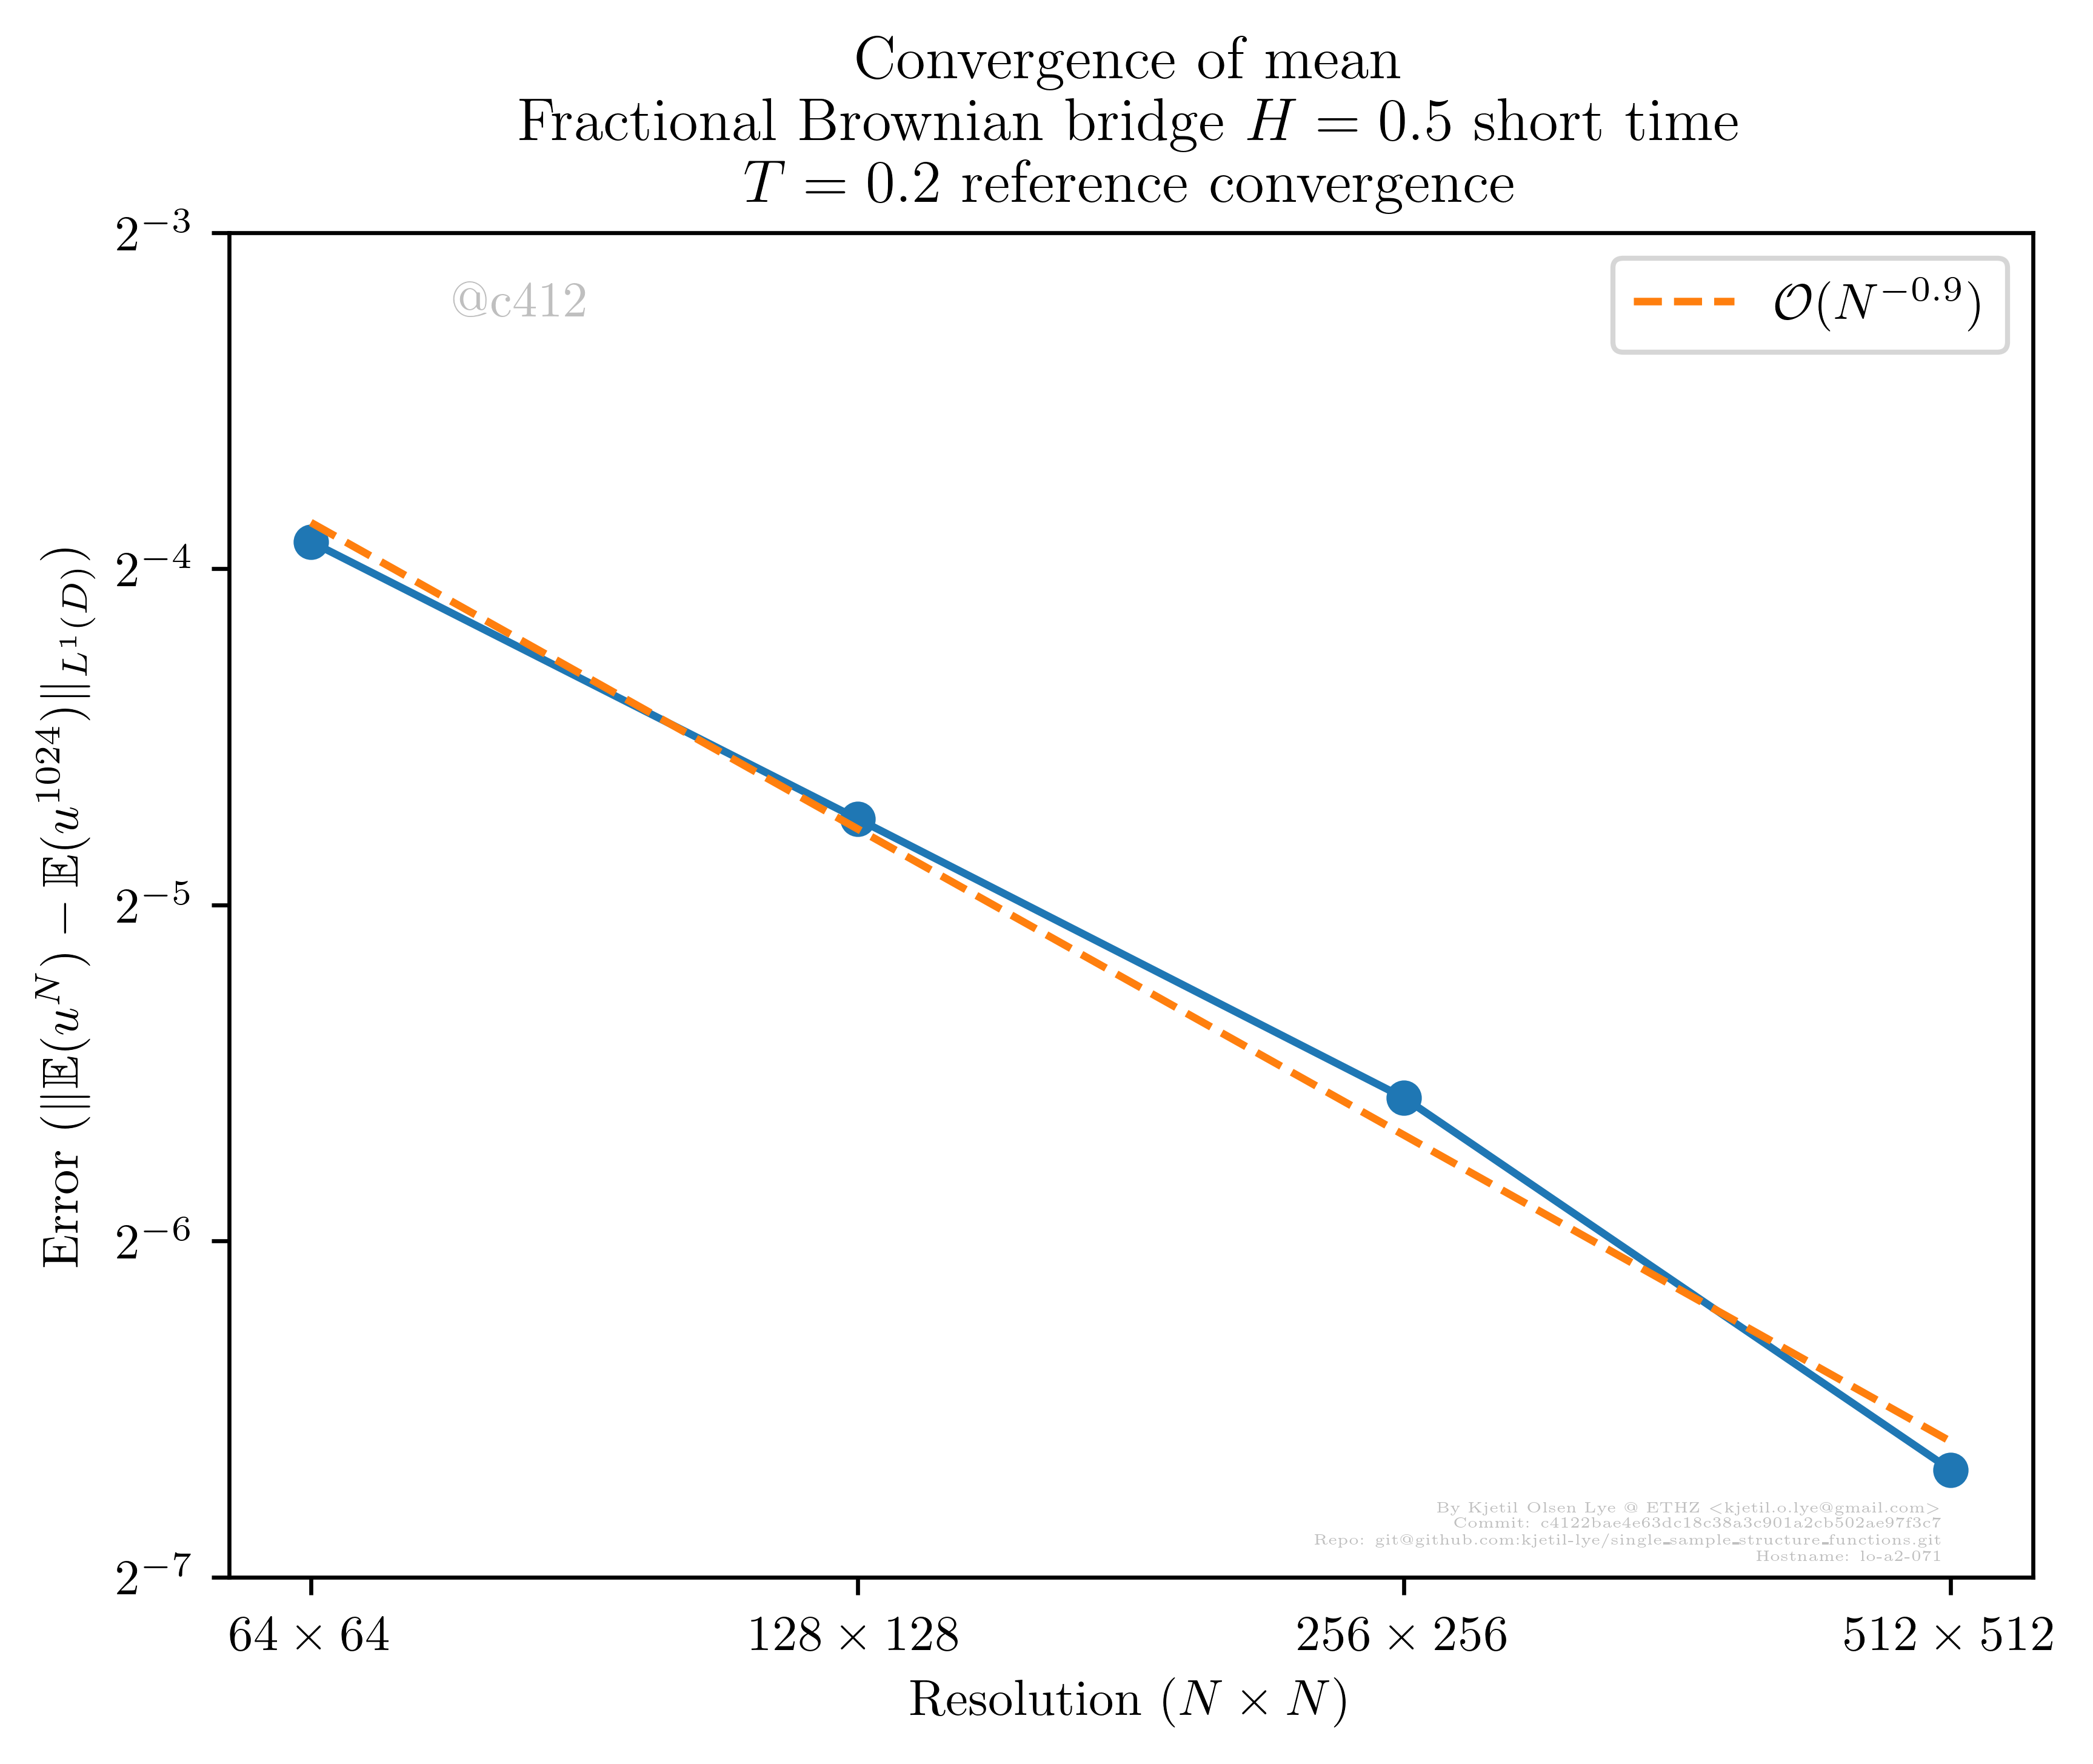 Convergence of mean
Fractional Brownian bridge H = 0.5 short time
T = 0.2 reference convergence
2⁻³
@c412
O(N⁻⁰·⁹)
2⁻⁴
2⁻⁵
2⁻⁶
2⁻⁷
Error (||𝔼(uᴺ) − 𝔼(u¹⁰²⁴)||_L¹(D))
By Kjetil Olsen Lye @ ETHZ <kjetil.o.lye@gmail.com>
Commit: c4122bae4e63dc18c38a3c901a2cb502ae97f3c7
Repo: git@github.com:kjetil-lye/single_sample_structure_functions.git
Hostname: lo-a2-071
64 × 64
128 × 128
256 × 256
512 × 512
Resolution (N × N)